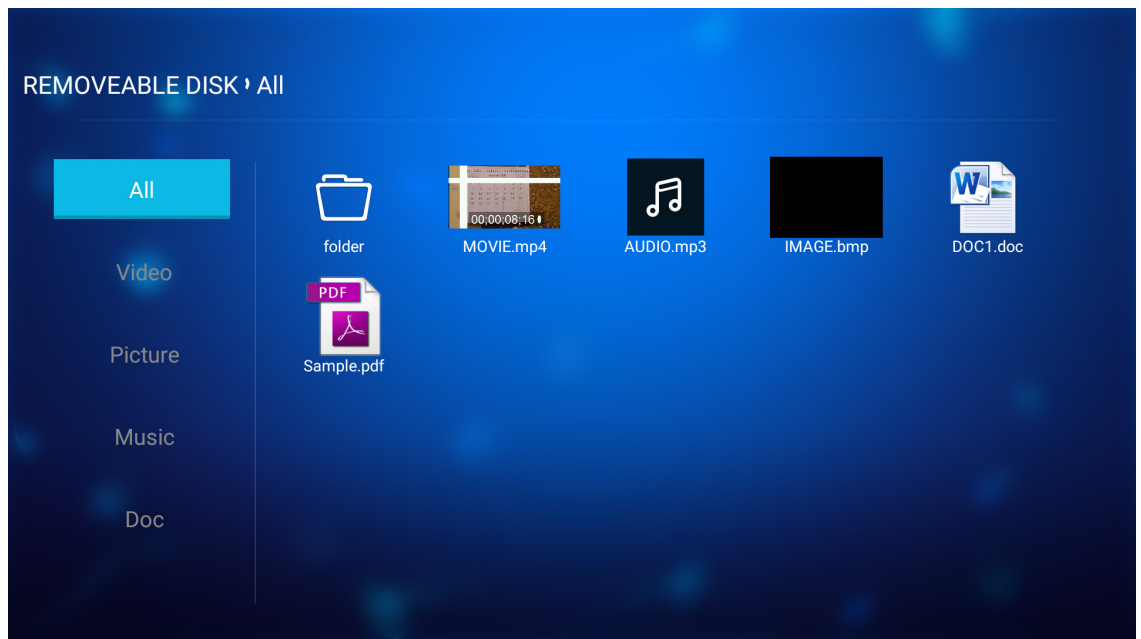 REMOVEABLE DISK All
All
Video
Picture
Music
Doc
folder
00;00;08;16
MOVIE.mp4
AUDIO.mp3
IMAGE.bmp
W
DOC1.doc
PDF
Sample.pdf